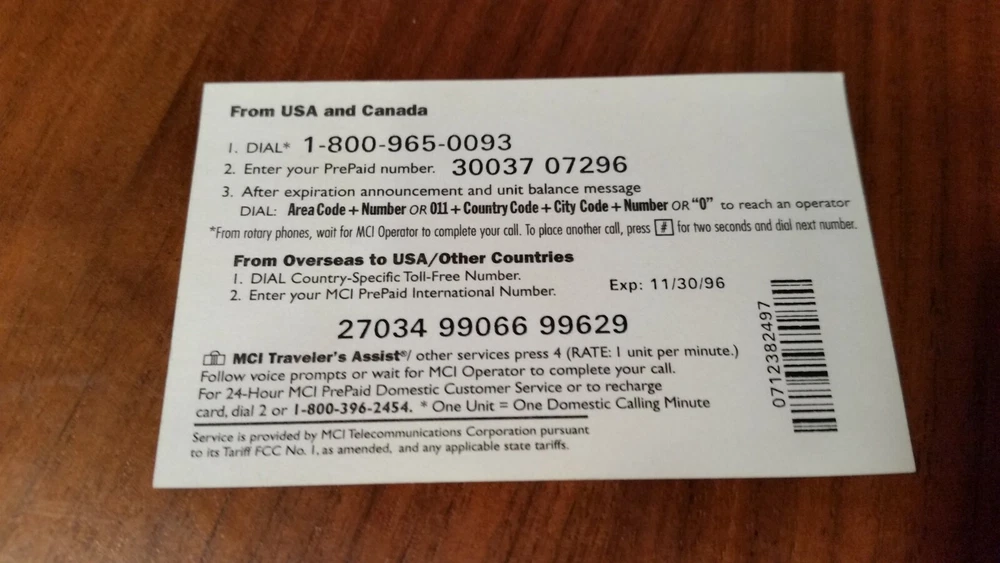 From USA and Canada
1. DIAL* 1-800-965-0093
2. Enter your PrePaid number. 30037 07296
3. After expiration announcement and unit balance message
DIAL: Area Code + Number OR 011 + Country Code + City Code + Number OR "0" to reach an operator
*From rotary phones, wait for MCI Operator to complete your call. To place another call, press # for two seconds and dial next number.
From Overseas to USA/Other Countries
1. DIAL Country-Specific Toll-Free Number.
2. Enter your MCI PrePaid International Number.
Exp: 11/30/96
27034 99066 99629
MCI Traveler's Assist®/ other services press 4 (RATE: 1 unit per minute.)
Follow voice prompts or wait for MCI Operator to complete your call.
For 24-Hour MCI PrePaid Domestic Customer Service or to recharge
card, dial 2 or 1-800-396-2454. * One Unit = One Domestic Calling Minute
Service is provided by MCI Telecommunications Corporation pursuant
to its Tariff FCC No. 1, as amended, and any applicable state tariffs.
0712382497